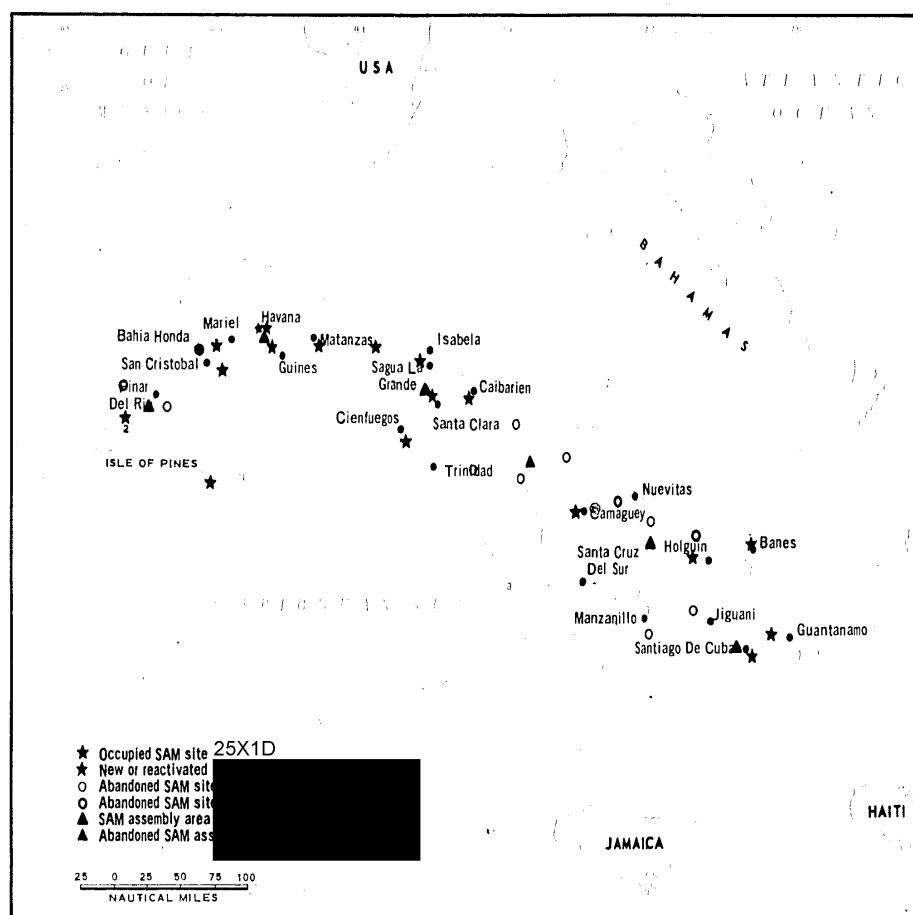 USA
BAHAMAS
Havana
Mariel
Bahia Honda
Matanzas
Isabela
San Cristobal
Guines
Sagua La
Grande
Pinar
Del Ri
2
Caibarien
Cienfuegos
Santa Clara
ISLE OF PINES
Trinidad
Nuevitas
Camaguey
Santa Cruz
Del Sur
Holguin
Banes
Manzanillo
Jiguani
Guantanamo
Santiago De Cuba
25X1D
Occupied SAM site
New or reactivated
Abandoned SAM site
Abandoned SAM site
SAM assembly area
Abandoned SAM ass
HAITI
JAMAICA
25 0 25 50 75 100
NAUTICAL MILES